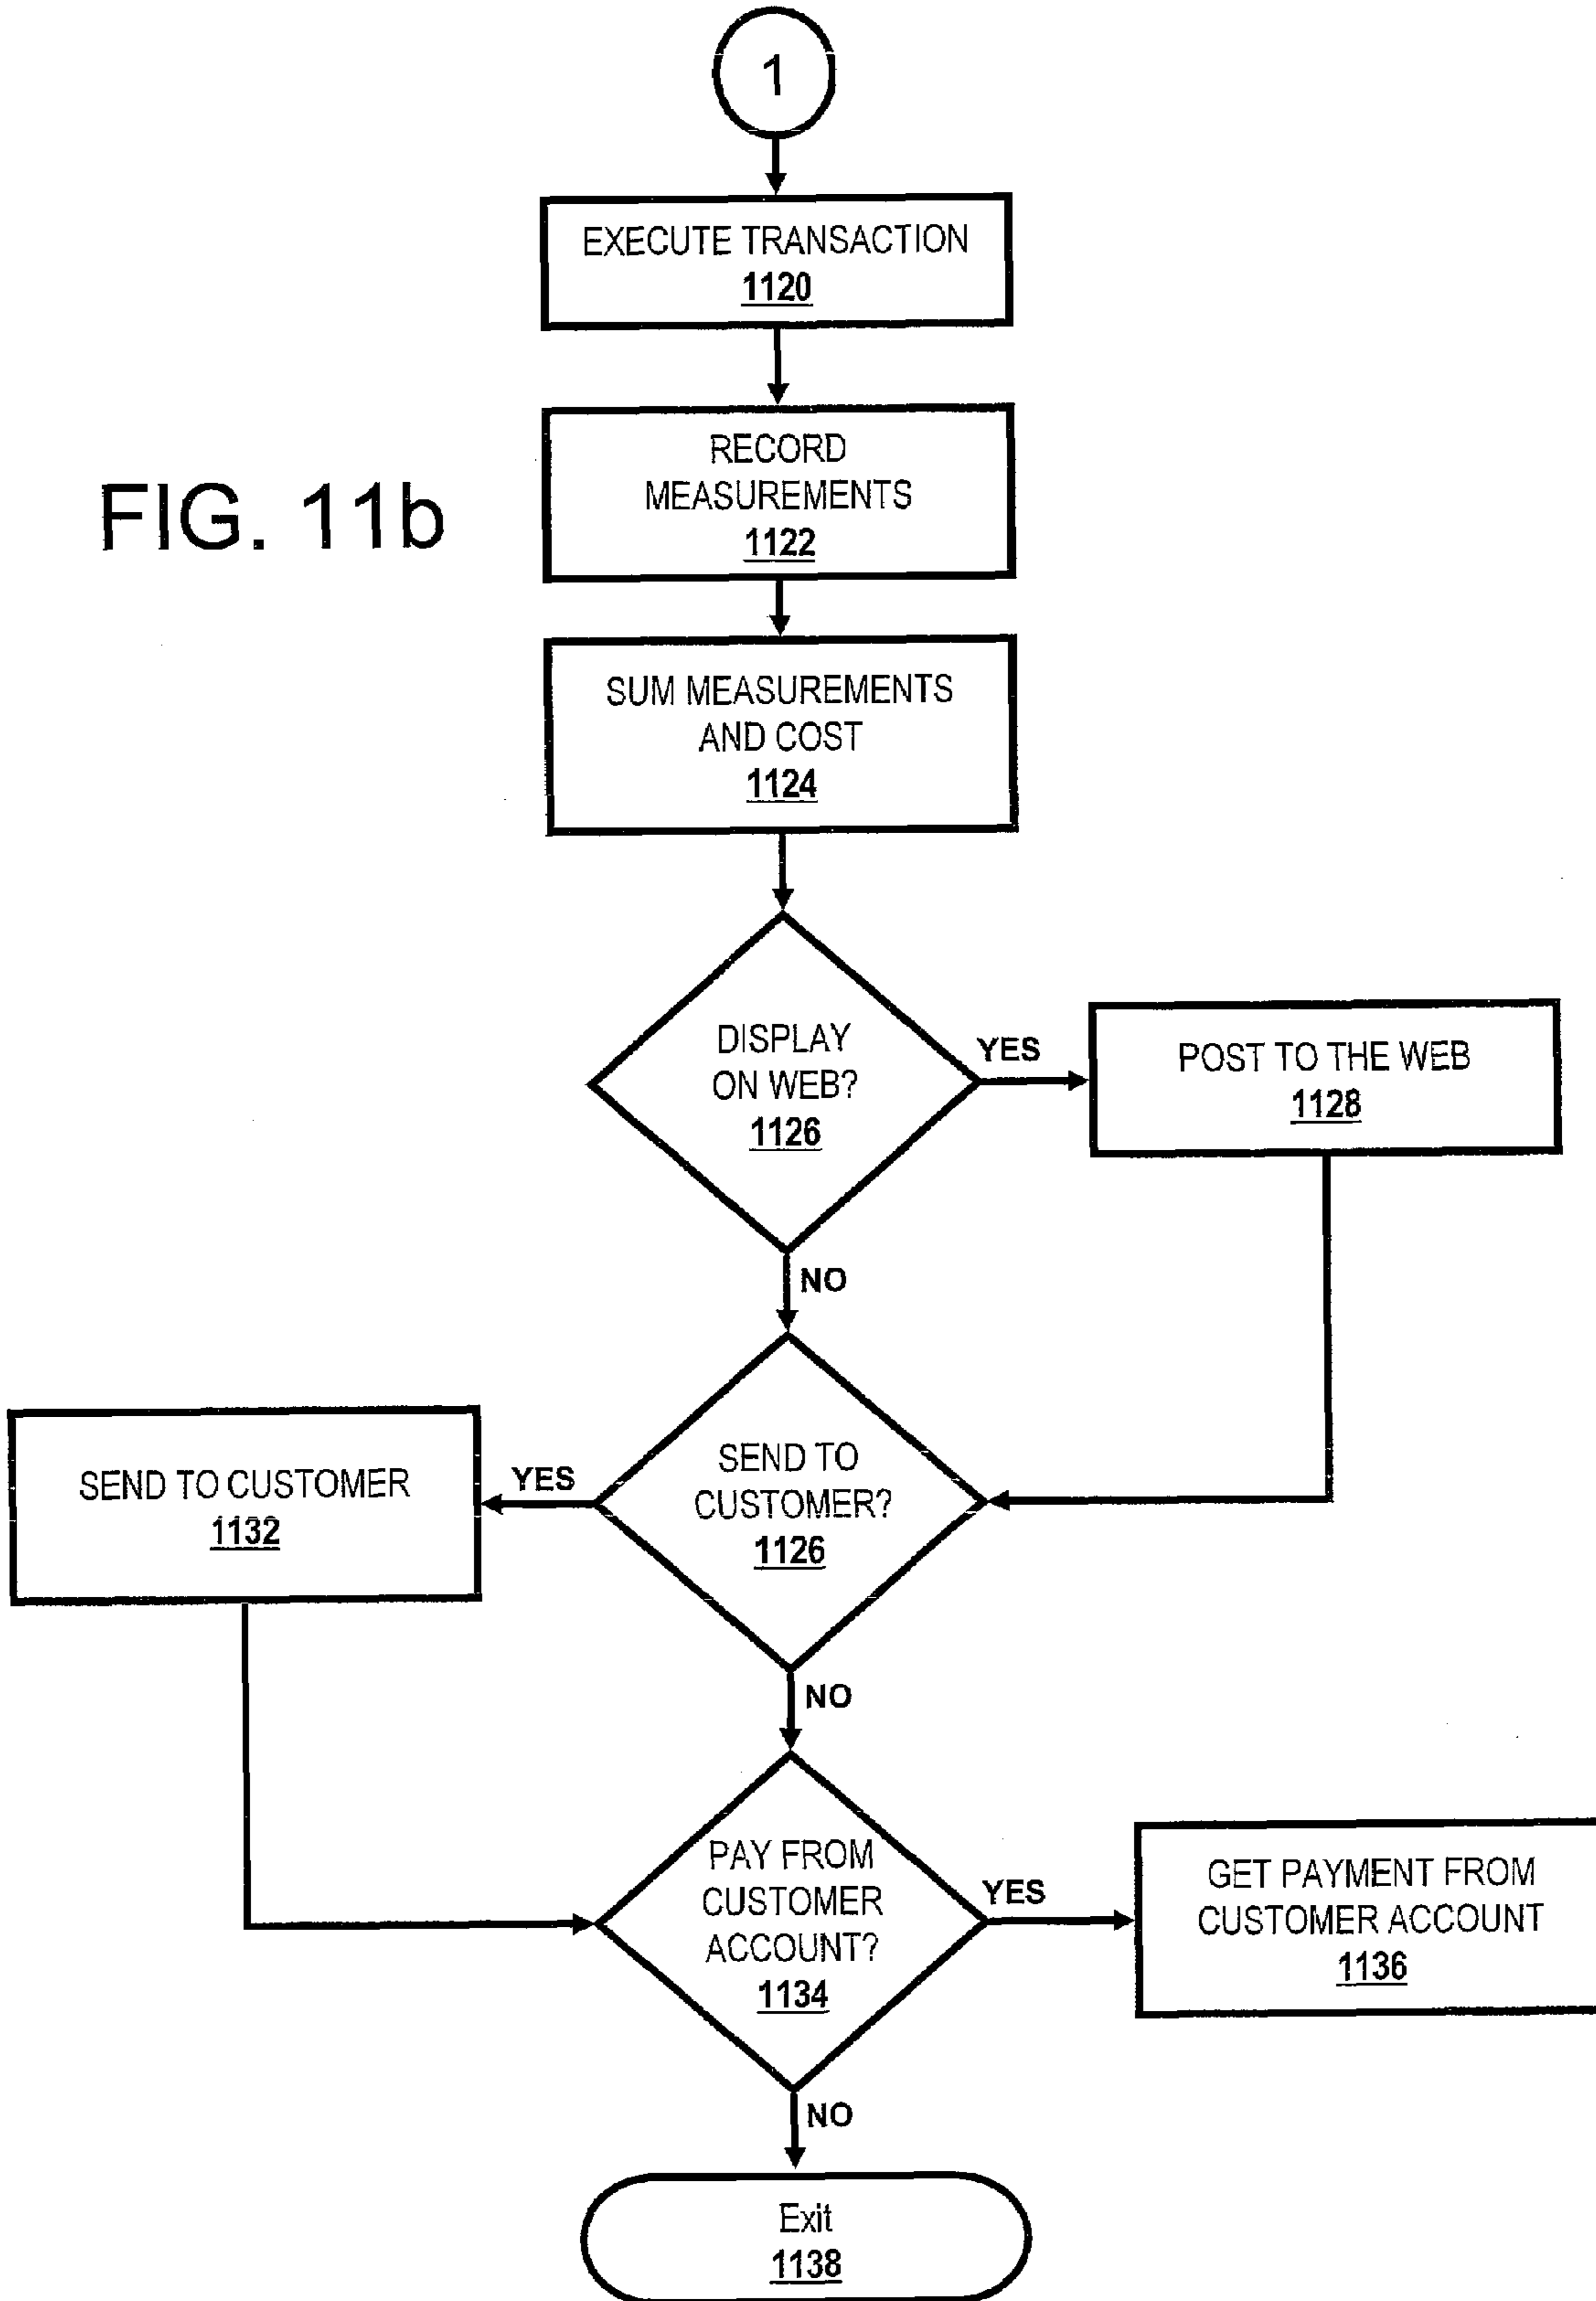 1
EXECUTE TRANSACTION
1120
RECORD
MEASUREMENTS
1122
FIG. 11b
SUM MEASUREMENTS
AND COST
1124
DISPLAY
ON WEB?
1126
YES
POST TO THE WEB
1128
NO
SEND TO
CUSTOMER?
1126
YES
SEND TO CUSTOMER
1132
NO
PAY FROM
CUSTOMER
ACCOUNT?
1134
YES
GET PAYMENT FROM
CUSTOMER ACCOUNT
1136
NO
Exit
1138